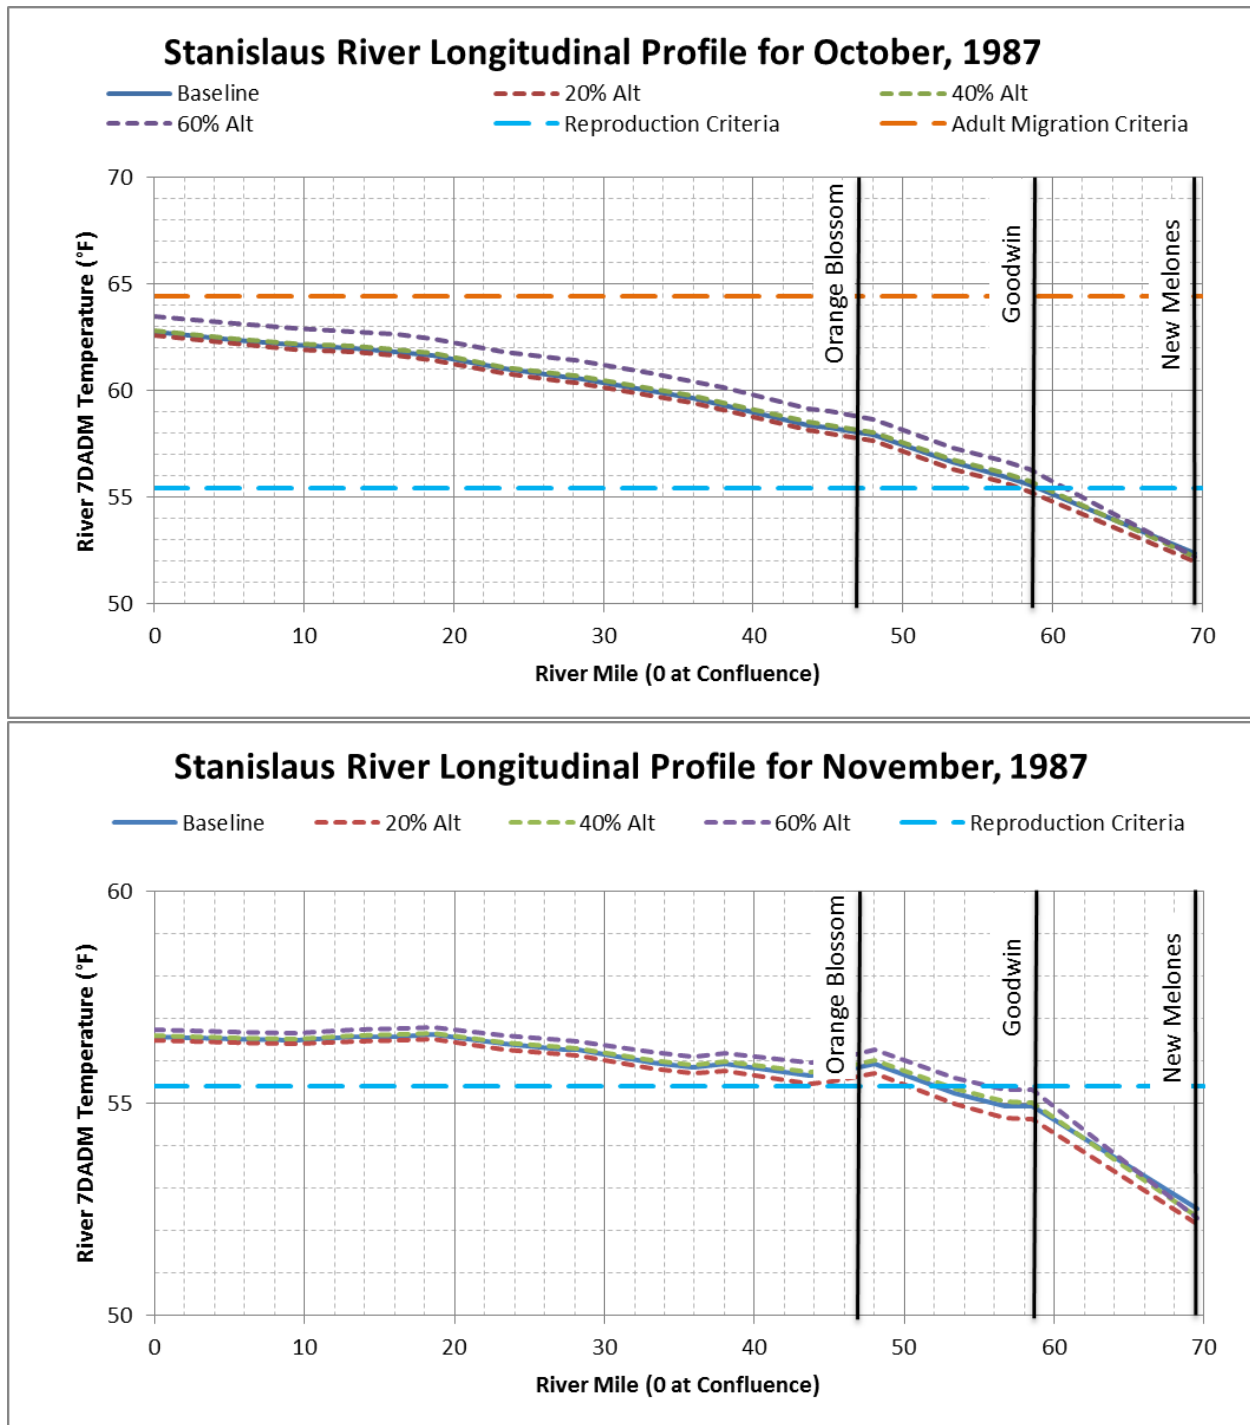 Stanislaus River Longitudinal Profile for October, 1987
Baseline 20% Alt 40% Alt
60% Alt Reproduction Criteria Adult Migration Criteria
River 7DADM Temperature (°F)
70
65
60
55
50
Orange Blossom
Goodwin
New Melones
0 10 20 30 40 50 60 70
River Mile (0 at Confluence)
Stanislaus River Longitudinal Profile for November, 1987
Baseline 20% Alt 40% Alt 60% Alt Reproduction Criteria
River 7DADM Temperature (°F)
60
55
50
Orange Blossom
Goodwin
New Melones
0 10 20 30 40 50 60 70
River Mile (0 at Confluence)